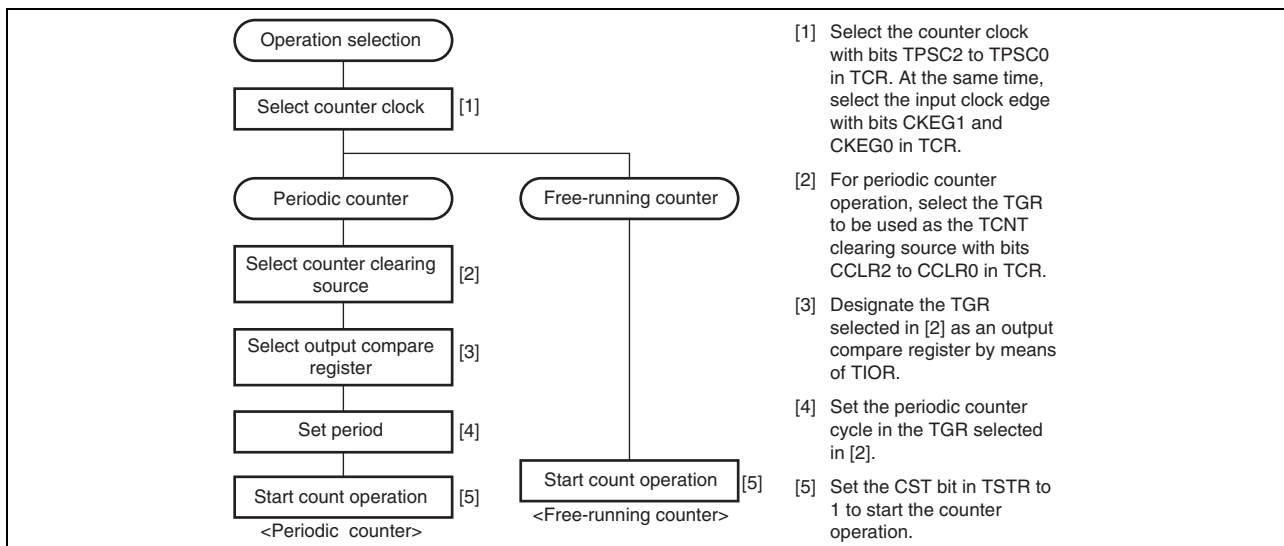 Operation selection
Select counter clock
[1]
Periodic counter
Free-running counter
Select counter clearing
source
[2]
Select output compare
register
[3]
Set period
[4]
Start count operation
[5]
<Periodic counter>
Start count operation
[5]
<Free-running counter>
[1] Select the counter clock
with bits TPSC2 to TPSC0
in TCR. At the same time,
select the input clock edge
with bits CKEG1 and
CKEG0 in TCR.
[2] For periodic counter
operation, select the TGR
to be used as the TCNT
clearing source with bits
CCLR2 to CCLR0 in TCR.
[3] Designate the TGR
selected in [2] as an output
compare register by means
of TIOR.
[4] Set the periodic counter
cycle in the TGR selected
in [2].
[5] Set the CST bit in TSTR to
1 to start the counter
operation.